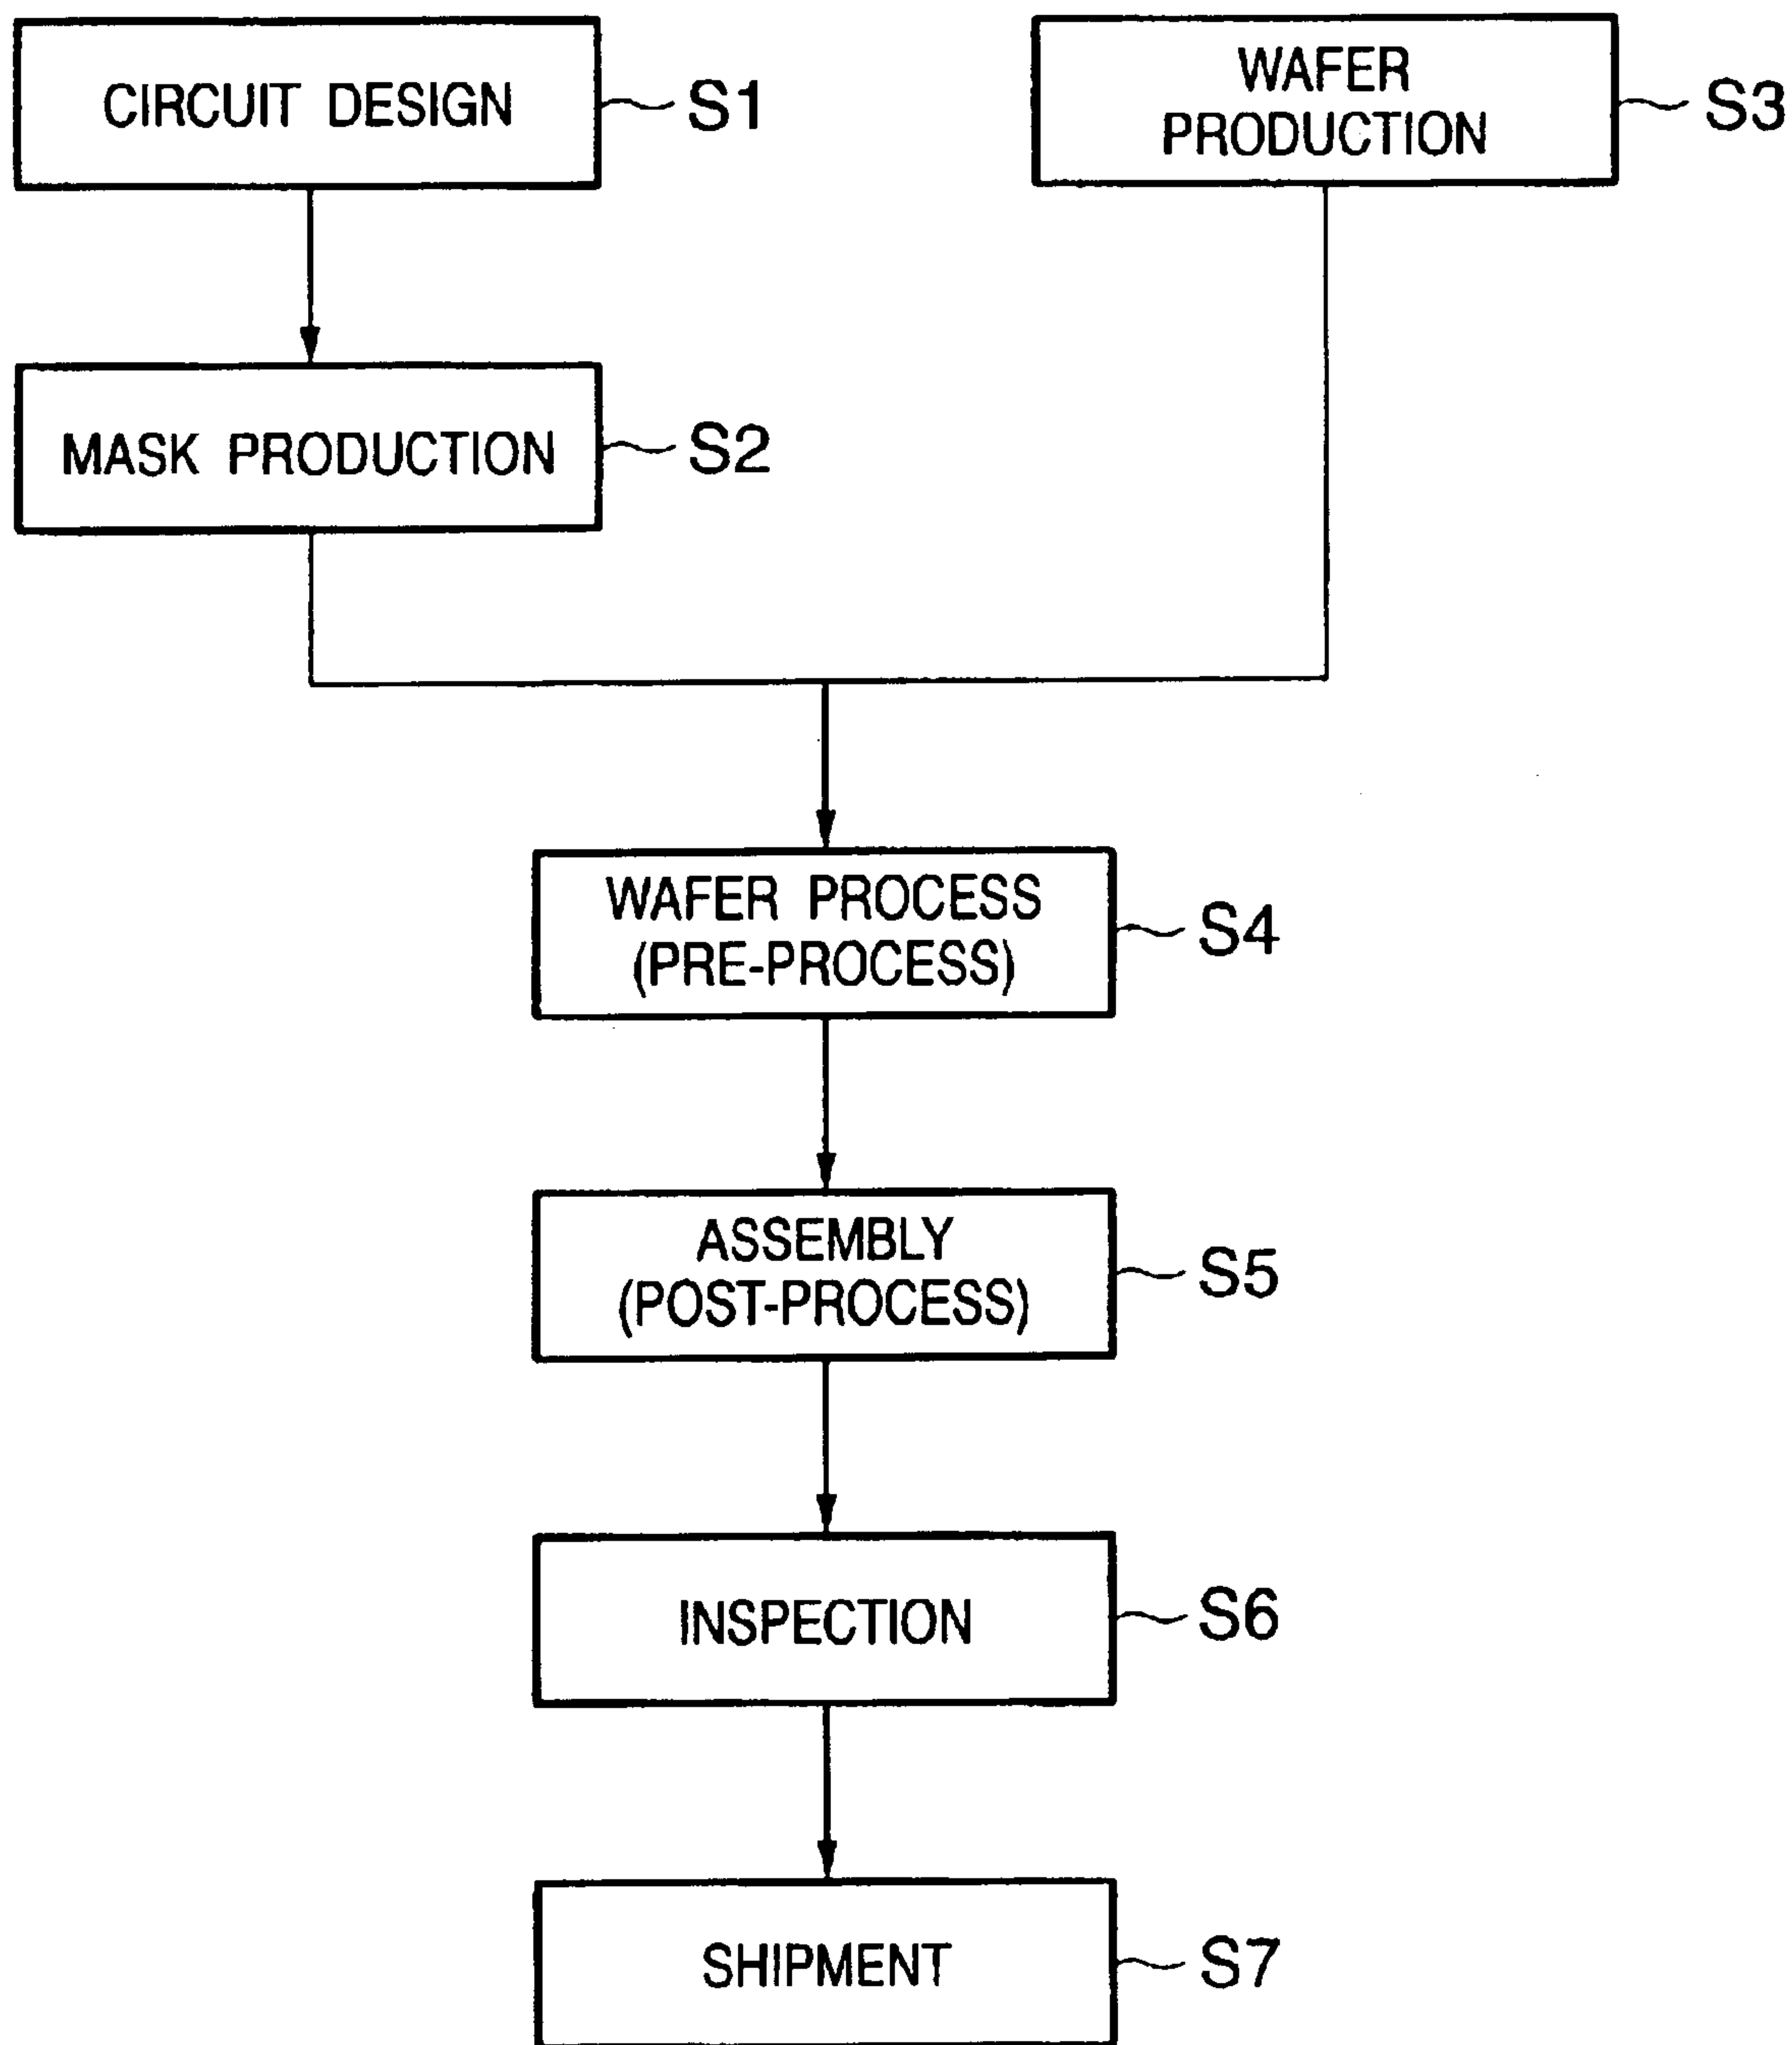 CIRCUIT DESIGN
S1
WAFER
PRODUCTION
S3
MASK PRODUCTION
S2
WAFER PROCESS
(PRE-PROCESS)
S4
ASSEMBLY
(POST-PROCESS)
S5
INSPECTION
S6
SHIPMENT
S7